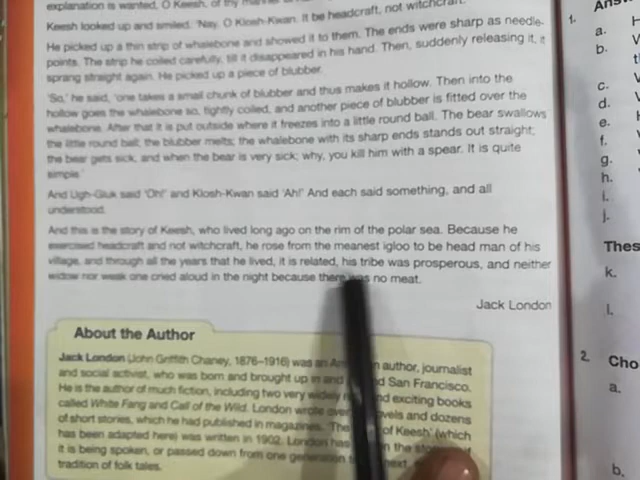 explanation is wanted, O Keesh, of thy manner of
Keesh looked up and smiled. 'Nay, O Klosh-Kwan. It be headcraft, not witchcraft.
He picked up a thin strip of whalebone and showed it to them. The ends were sharp as needle-
points. The strip he coiled carefully, till it disappeared in his hand. Then, suddenly releasing it, it
sprang straight again. He picked up a piece of blubber.
'So,' he said, 'one takes a small chunk of blubber and thus makes it hollow. Then into the
hollow goes the whalebone so, tightly coiled, and another piece of blubber is fitted over the
whalebone. After that it is put outside where it freezes into a little round ball. The bear swallows
the little round ball; the blubber melts; the whalebone with its sharp ends stands out straight;
the bear gets sick, and when the bear is very sick; why, you kill him with a spear. It is quite
simple.'
And Ugh-Gluk said 'Oh!' and Klosh-Kwan said 'Ah!' And each said something, and all
understood.
And this is the story of Keesh, who lived long ago on the rim of the polar sea. Because he
exercised headcraft and not witchcraft, he rose from the meanest igloo to be head man of his
village, and through all the years that he lived, it is related, his tribe was prosperous, and neither
widow nor weak one cried aloud in the night because there was no meat.
Jack London
About the Author
Jack London (John Griffith Chaney, 1876–1916) was an author, journalist
and social activist, who was born and brought up in and San Francisco.
He is the author of much fiction, including two very widely and exciting books
called White Fang and Call of the Wild. London wrote over and dozens
of short stories, which he had published in magazines. 'The of Keesh' (which
has been adapted here) was written in 1902. London has the
it is being spoken, or passed down from one generation next,
tradition of folk tales.
1.
a.
b.
c.
d.
e.
f.
g.
h.
i.
j.
Thes
k.
l.
2. Cho
a.
b.